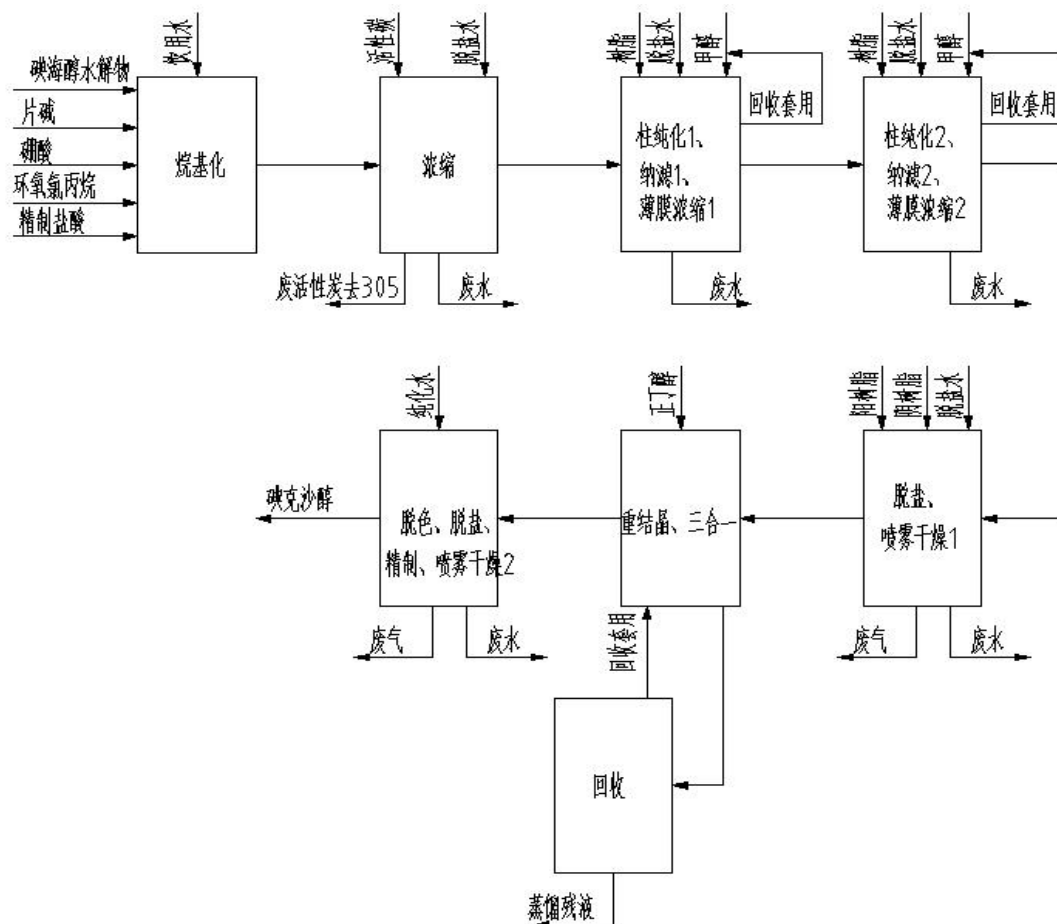 饮用水
活性碳
脱盐水
树脂
脱盐水
甲醇
树脂
脱盐水
甲醇
碘海醇水解物
片碱
硼酸
环氧氯丙烷
精制盐酸
烷基化
浓缩
柱纯化1、
纳滤1、
薄膜浓缩1
回收套用
柱纯化2、
纳滤2、
薄膜浓缩2
回收套用
废活性炭去305
废水
废水
废水
纯化水
正丁醇
阳树脂
阴树脂
脱盐水
碘克沙醇
脱色、脱盐、
精制、喷雾干燥2
重结晶、三合一
脱盐、
喷雾干燥1
废气
废水
回收套用
废气
废水
回收
蒸馏残液